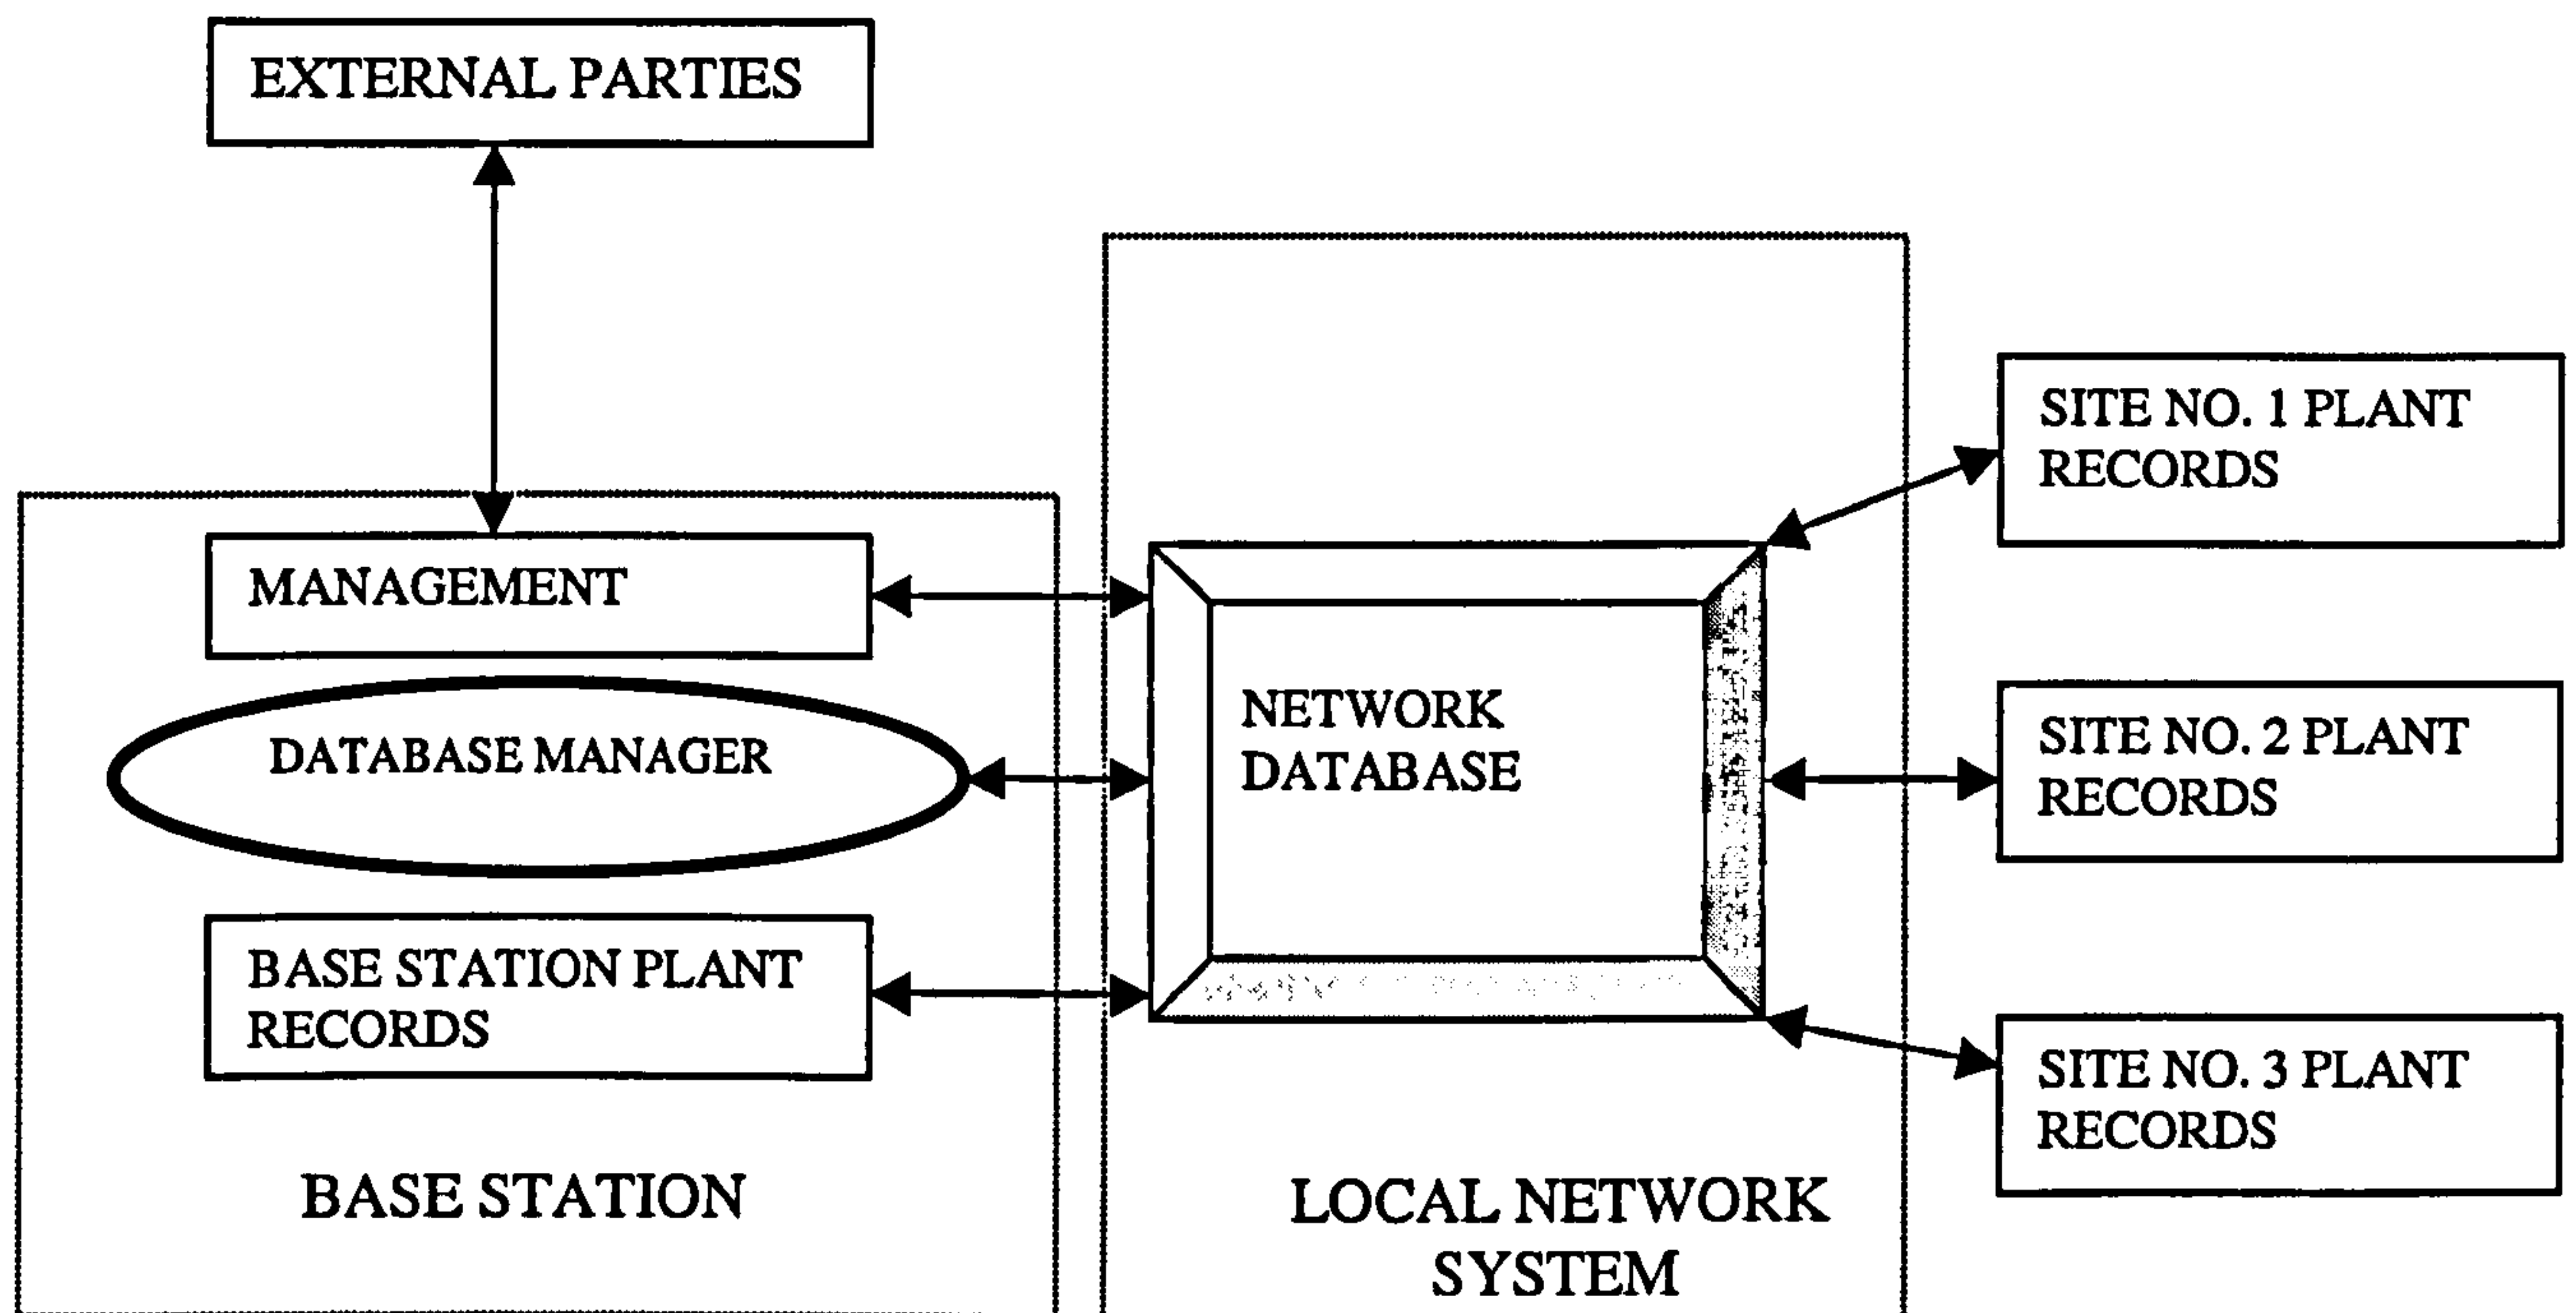 EXTERNAL PARTIES
MANAGEMENT
DATABASE MANAGER
BASE STATION PLANT
RECORDS
BASE STATION
NETWORK
DATABASE
LOCAL NETWORK
SYSTEM
SITE NO. 1 PLANT
RECORDS
SITE NO. 2 PLANT
RECORDS
SITE NO. 3 PLANT
RECORDS